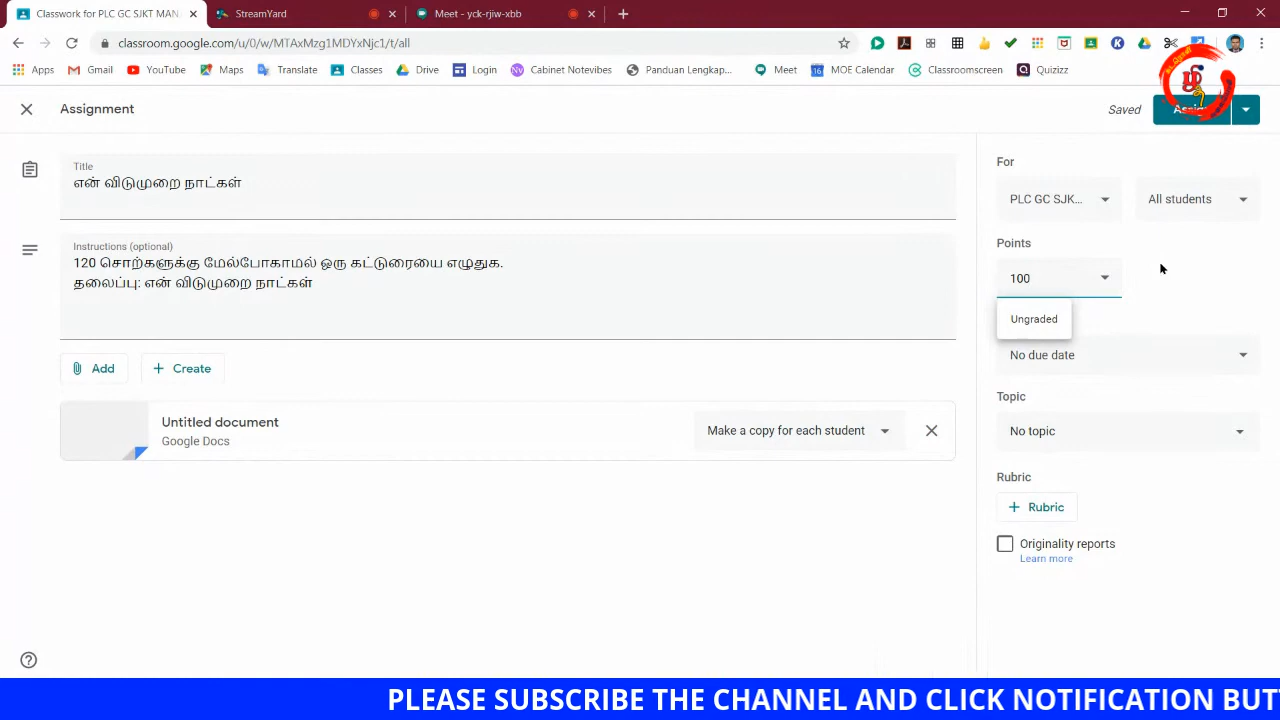 Classwork for PLC GC SJKT MAN
StreamYard
Meet - yck-rjiw-xbb
classroom.google.com/u/0/w/MTAxMzg1MDYxNjc1/t/all
Apps Gmail YouTube Maps Translate Classes Drive Login Cabinet Notevibes Panduan Lengkap... Meet MOE Calendar Classroomscreen Quizizz
Assignment
Saved
Title
என் விடுமுறை நாட்கள்
Instructions (optional)
120 சொற்களுக்கு மேல்போகாமல் ஒரு கட்டுரையை எழுதுக.
தலைப்பு: என் விடுமுறை நாட்கள்
Add
Create
Untitled document
Google Docs
Make a copy for each student
For
PLC GC SJK...
All students
Points
100
Ungraded
No due date
Topic
No topic
Rubric
Rubric
Originality reports
Learn more
PLEASE SUBSCRIBE THE CHANNEL AND CLICK NOTIFICATION BUT